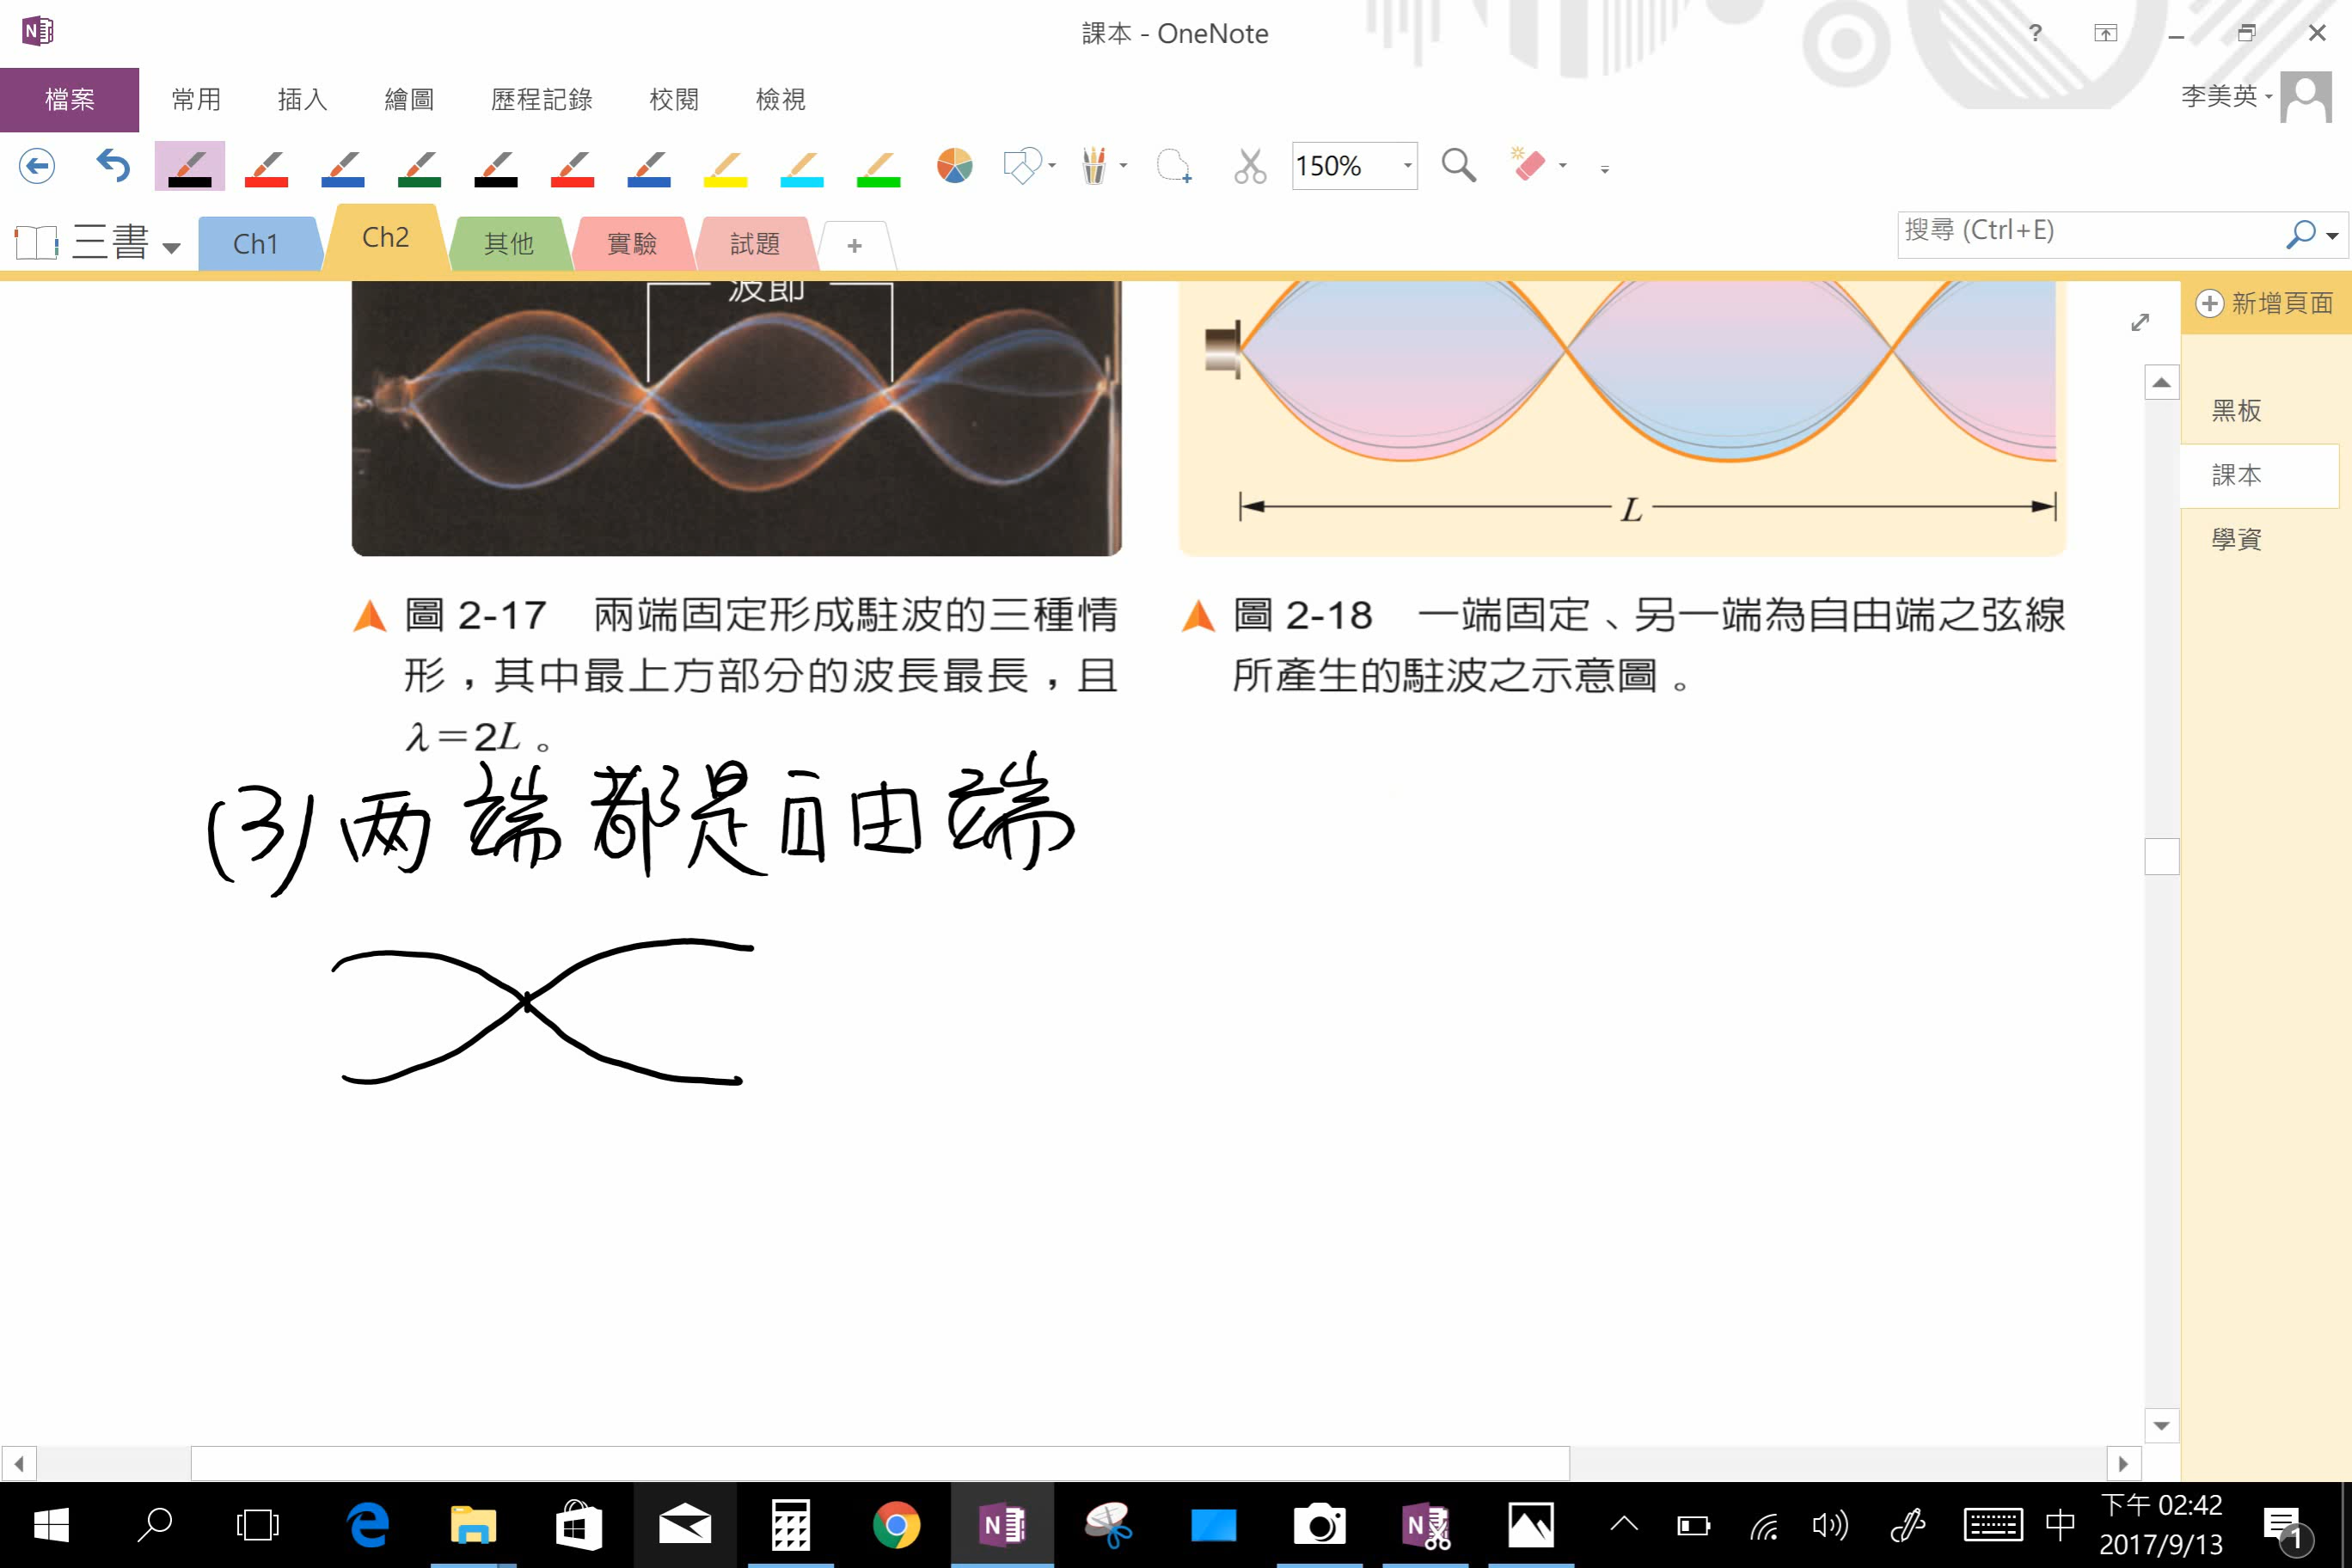 課本 - OneNote
?
檔案 常用 插入 繪圖 歷程記錄 校閱 檢視
李美英
150%
三書 Ch1 Ch2 其他 實驗 試題 +
搜尋 (Ctrl+E)
新增頁面
黑板
課本
學資
波節
L
圖 2-17 兩端固定形成駐波的三種情
形，其中最上方部分的波長最長，且
λ＝2L。
圖 2-18 一端固定、另一端為自由端之弦線
所產生的駐波之示意圖。
(3) 両端都是自由端
中
下午 02:42
2017/9/13
1